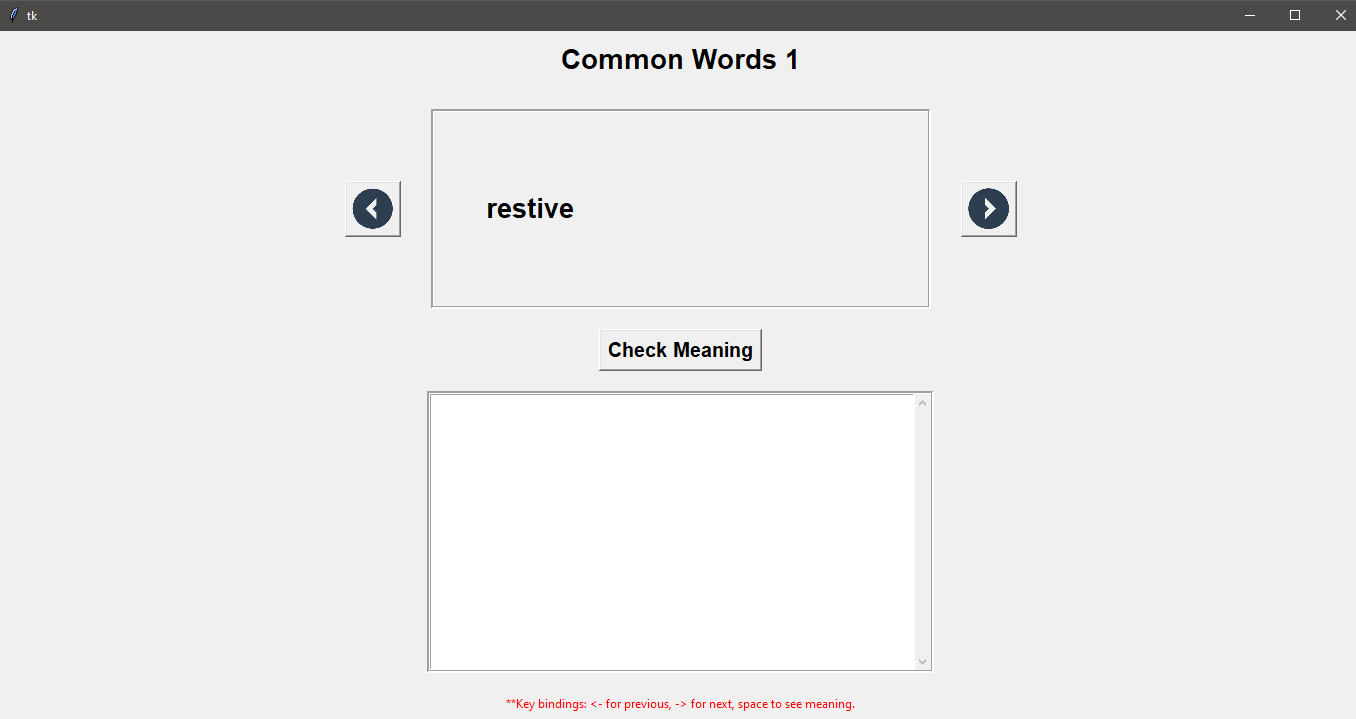 tk
Common Words 1
restive
Check Meaning
**Key bindings: <- for previous, -> for next, space to see meaning.